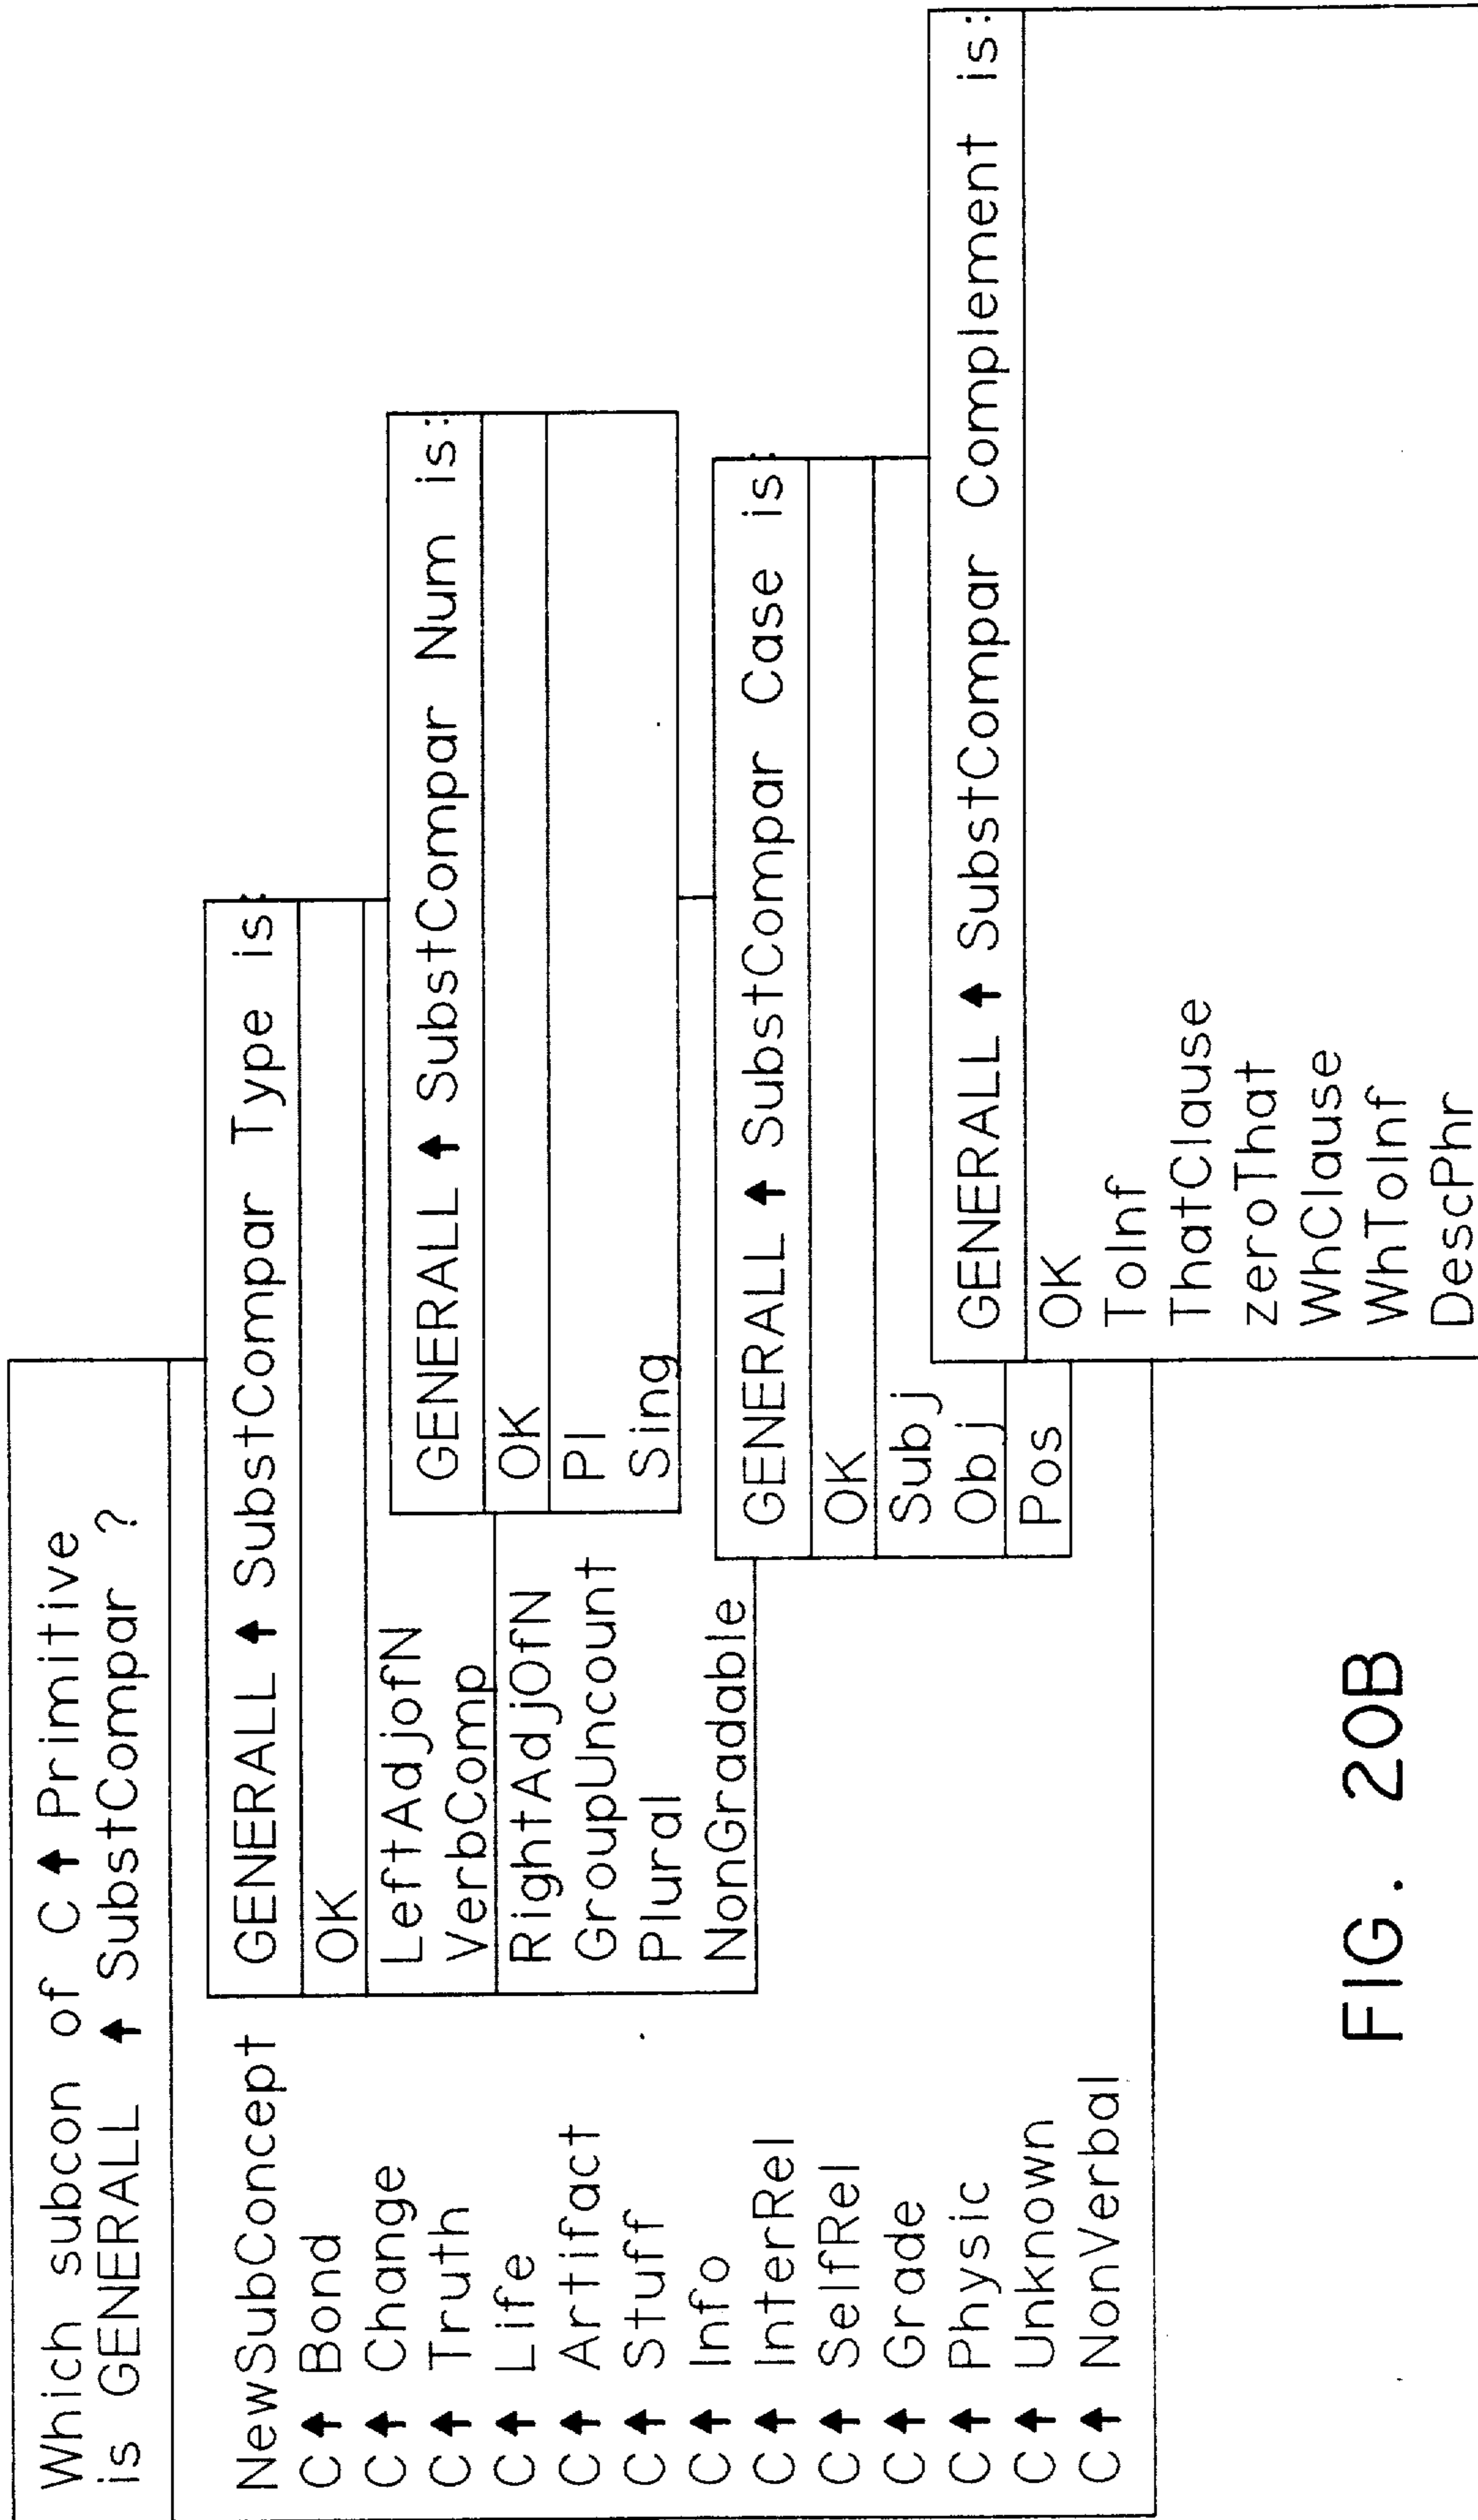 Which subcon of C → Primitive
is GENERALL → SubstCompar ?
NewSubConcept
C → Bond
C → Change
C → Truth
C → Life
C → Artifact
C → Stuff
C → Info
C → InterRel
C → SelfRel
C → Grade
C → Physic
C → Unknown
C → NonVerbal
GENERALL → SubstCompar Type is:
OK
LeftAdjofN
VerbComp
RightAdjOfN
GroupUncount
Plural
NonGradable
GENERALL → SubstCompar Num is:
OK
Pl
Sing
GENERALL → SubstCompar Case is:
OK
Subj
Obj
Pos
GENERALL → SubstCompar Complement is:
OK
ToInf
ThatClause
zeroThat
WhClause
WhToInf
DescPhr
FIG. 20B